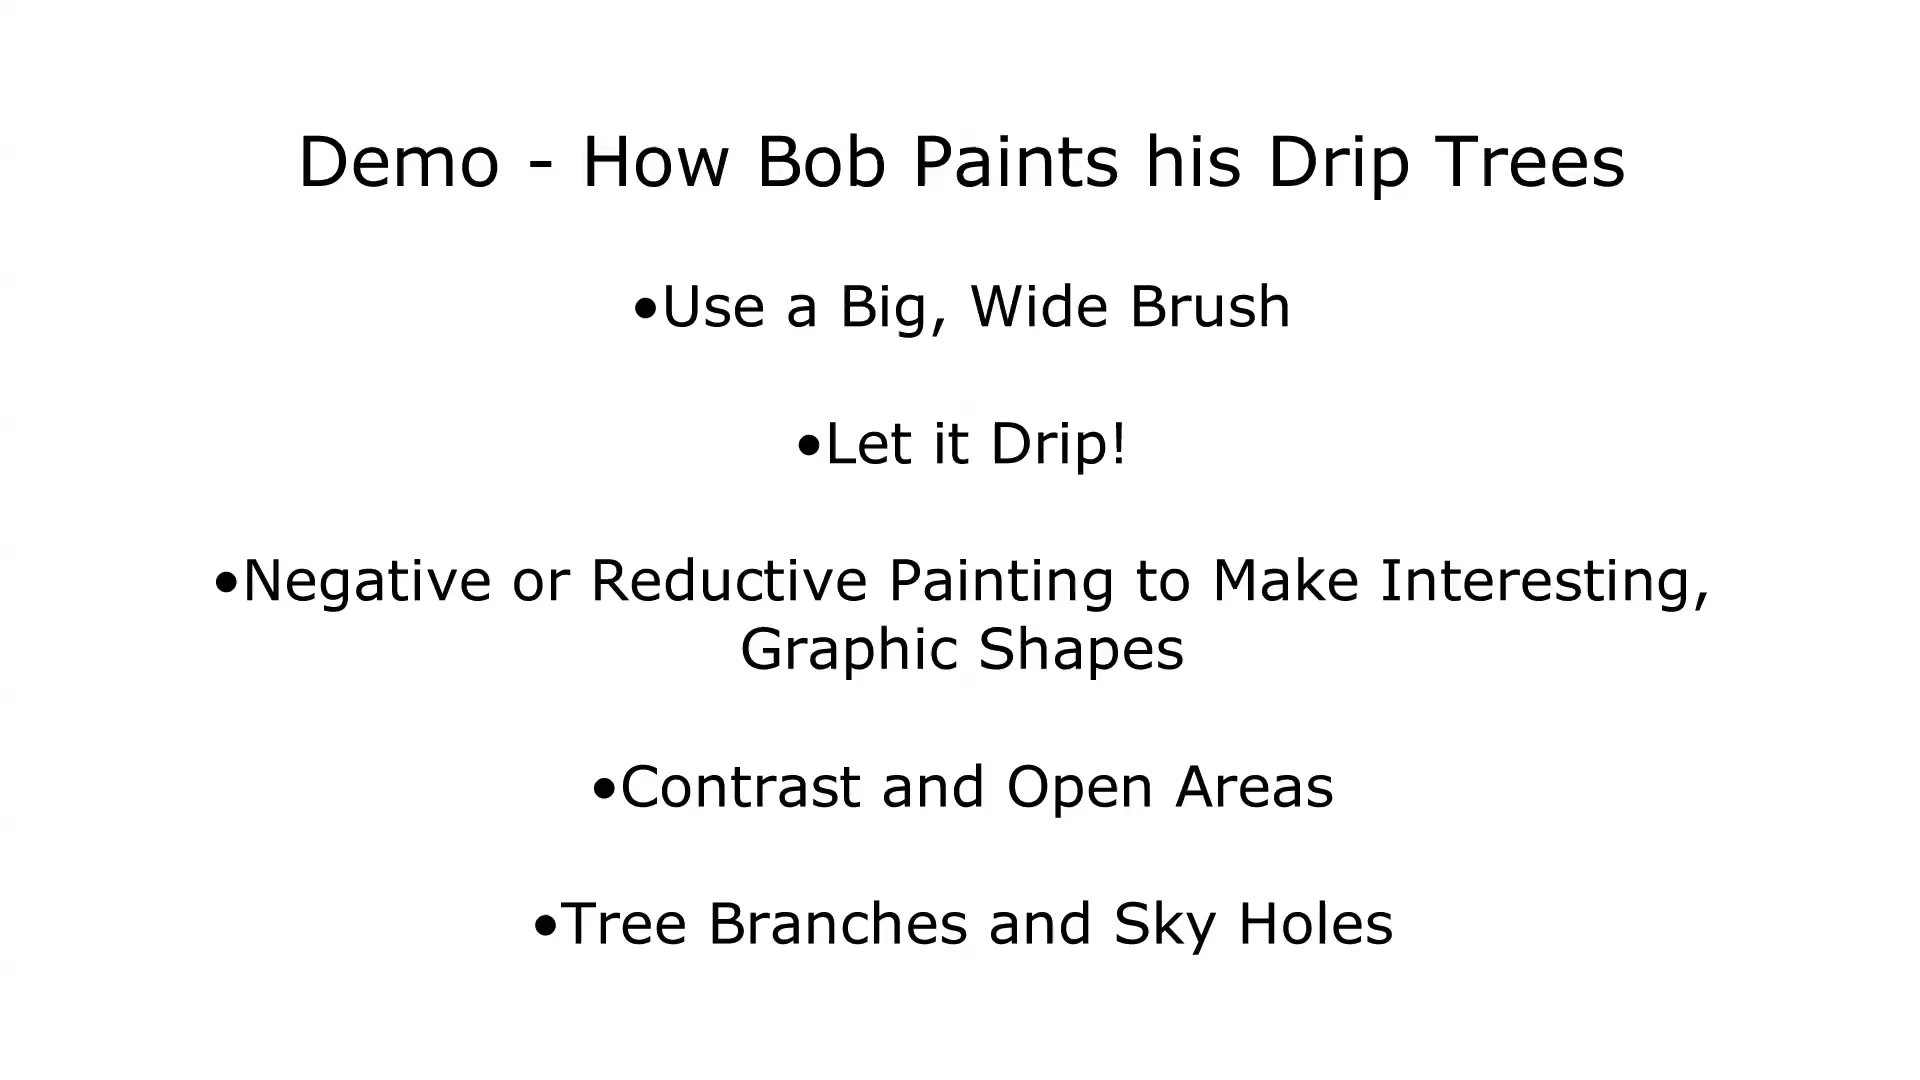 Demo - How Bob Paints his Drip Trees
•Use a Big, Wide Brush
•Let it Drip!
•Negative or Reductive Painting to Make Interesting,
Graphic Shapes
•Contrast and Open Areas
•Tree Branches and Sky Holes